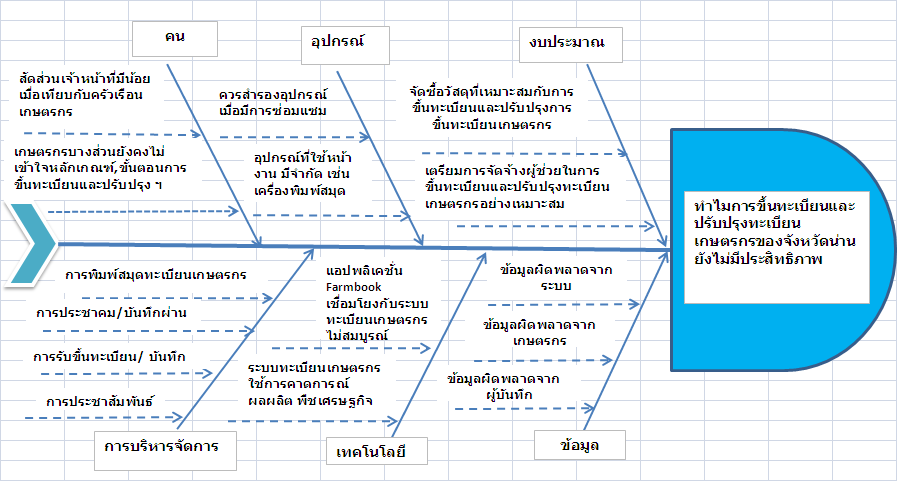 คน
อุปกรณ์
งบประมาณ
สัดส่วนเจ้าหน้าที่มีน้อย
เมื่อเทียบกับครัวเรือน
เกษตรกร
ควรสำรองอุปกรณ์
เมื่อมีการซ่อมแซม
จัดซื้อวัสดุที่เหมาะสมกับการ
ขึ้นทะเบียนและปรับปรุงการ
ขึ้นทะเบียนเกษตรกร
เกษตรกรบางส่วนยังคงไม่
เข้าใจหลักเกณฑ์,ขั้นตอนการ
ขึ้นทะเบียนและปรับปรุง ฯ
อุปกรณ์ที่ใช้หน้า
งาน มีจำกัด เช่น
เครื่องพิมพ์สมุด
เตรียมการจัดจ้างผู้ช่วยในการ
ขึ้นทะเบียนและปรับปรุงทะเบียน
เกษตรกรอย่างเหมาะสม
ทำไมการขึ้นทะเบียนและ
ปรับปรุงทะเบียน
เกษตรกรของจังหวัดน่าน
ยังไม่มีประสิทธิภาพ
การพิมพ์สมุดทะเบียนเกษตรกร
การประชาคม/บันทึกผ่าน
การรับขึ้นทะเบียน/ บันทึก
การประชาสัมพันธ์
แอปพลิเคชั่น
Farmbook
เชื่อมโยงกับระบบ
ทะเบียนเกษตรกร
ไม่สมบูรณ์
ระบบทะเบียนเกษตรกร
ใช้การคาดการณ์
ผลผลิต พืชเศรษฐกิจ
ข้อมูลผิดพลาดจาก
ระบบ
ข้อมูลผิดพลาดจาก
เกษตรกร
ข้อมูลผิดพลาดจาก
ผู้บันทึก
การบริหารจัดการ
เทคโนโลยี
ข้อมูล